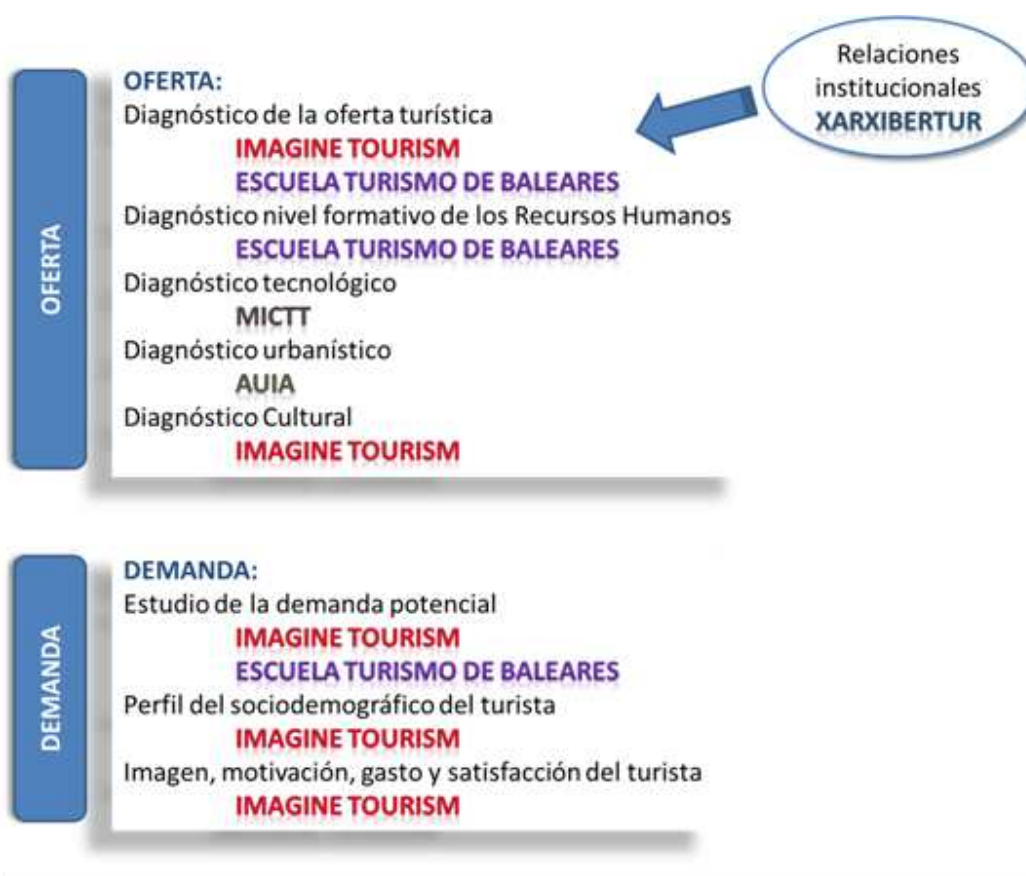 Relaciones
institucionales
XARXIBERTUR
OFERTA
OFERTA:
Diagnóstico de la oferta turística
IMAGINE TOURISM
ESCUELA TURISMO DE BALEARES
Diagnóstico nivel formativo de los Recursos Humanos
ESCUELA TURISMO DE BALEARES
Diagnóstico tecnológico
MICTT
Diagnóstico urbanístico
AUIA
Diagnóstico Cultural
IMAGINE TOURISM
DEMANDA
DEMANDA:
Estudio de la demanda potencial
IMAGINE TOURISM
ESCUELA TURISMO DE BALEARES
Perfil del sociodemográfico del turista
IMAGINE TOURISM
Imagen, motivación, gasto y satisfacción del turista
IMAGINE TOURISM